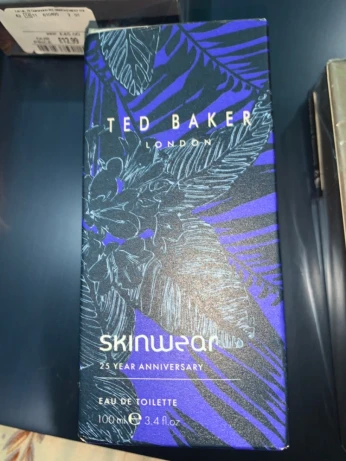 TED BAKER
LONDON
SKINWEAR
25 YEAR ANNIVERSARY
EAU DE TOILETTE
100 ml e 3.4 fl.oz